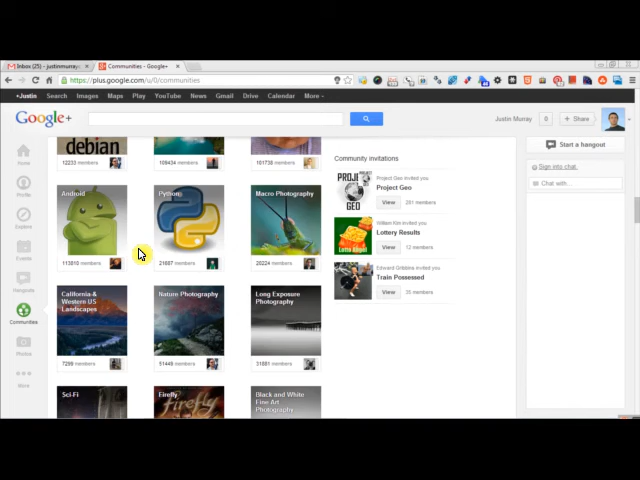 Inbox (25) - justinmurray
Communities - Google+
https://plus.google.com/u/0/communities
+Justin Search Images Maps Play YouTube News Gmail Drive Calendar More
Google+
Justin Murray 0 + Share
Home
Profile
Explore
Events
Hangouts
Communities
Photos
More
debian
12233 members
109434 members
161738 members
Android
Python
Macro Photography
113816 members
21687 members
20224 members
California &
Western US
Landscapes
Nature Photography
Long Exposure
Photography
7289 members
51449 members
31881 members
Sci-Fi
Firefly
firefly
Black and White
Fine Art
Photography
Community invitations
PROJECT
GEO
Project Geo invited you
Project Geo
View 281 members
William Kim invited you
Lottery Results
View 12 members
Edward Gribbins invited you
Train Possessed
View 35 members
Start a hangout
Sign into chat.
Chat with...